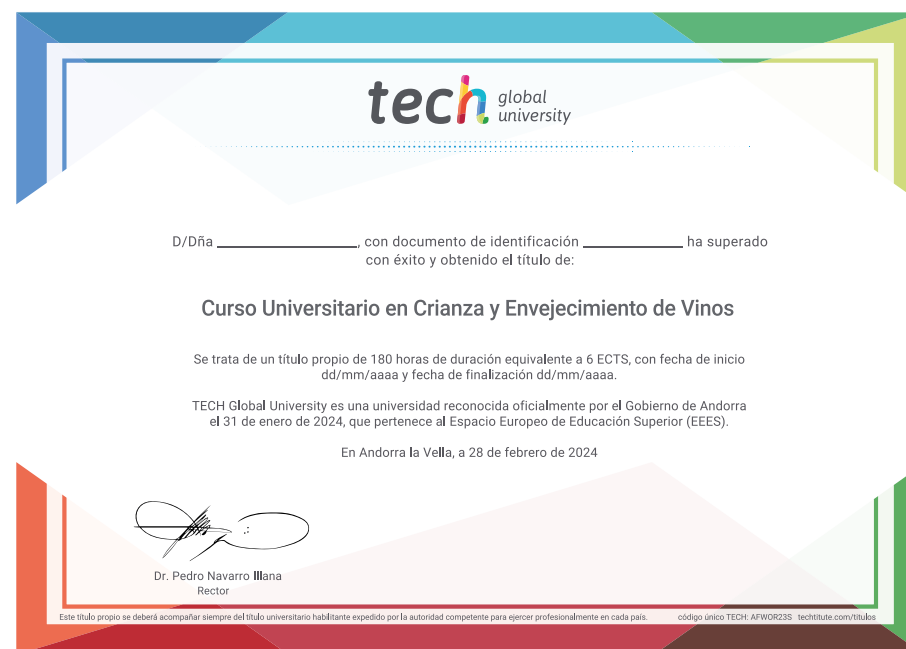 tech global university
D/Dña ____________, con documento de identificación ____________ ha superado
con éxito y obtenido el título de:
Curso Universitario en Crianza y Envejecimiento de Vinos
Se trata de un título propio de 180 horas de duración equivalente a 6 ECTS, con fecha de inicio
dd/mm/aaaa y fecha de finalización dd/mm/aaaa.
TECH Global University es una universidad reconocida oficialmente por el Gobierno de Andorra
el 31 de enero de 2024, que pertenece al Espacio Europeo de Educación Superior (EEES).
En Andorra la Vella, a 28 de febrero de 2024
Dr. Pedro Navarro Illana
Rector
Este título propio se deberá acompañar siempre del título universitario habilitante expedido por la autoridad competente para ejercer profesionalmente en cada país. código único TECH: AFWOR23S techtitute.com/titulos